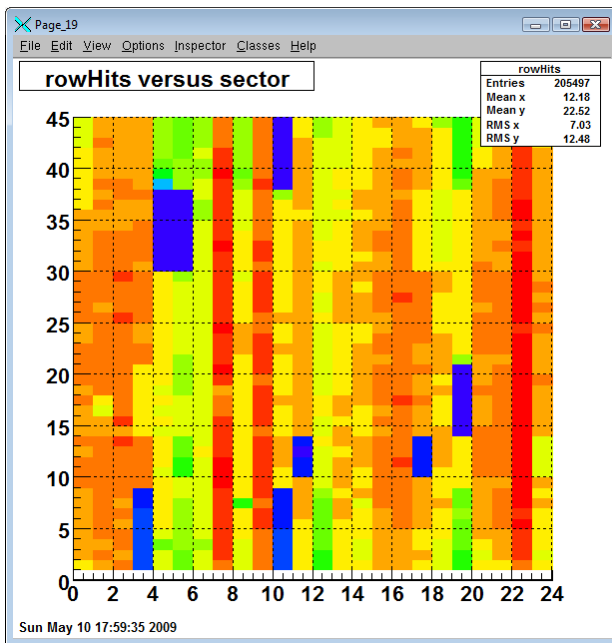 Page_19
File Edit View Options Inspector Classes Help
rowHits versus sector
rowHits
Entries 205497
Mean x 12.18
Mean y 22.52
RMS x 7.03
RMS y 12.48
45
40
35
30
25
20
15
10
5
0
0 2 4 6 8 10 12 14 16 18 20 22 24
Sun May 10 17:59:35 2009